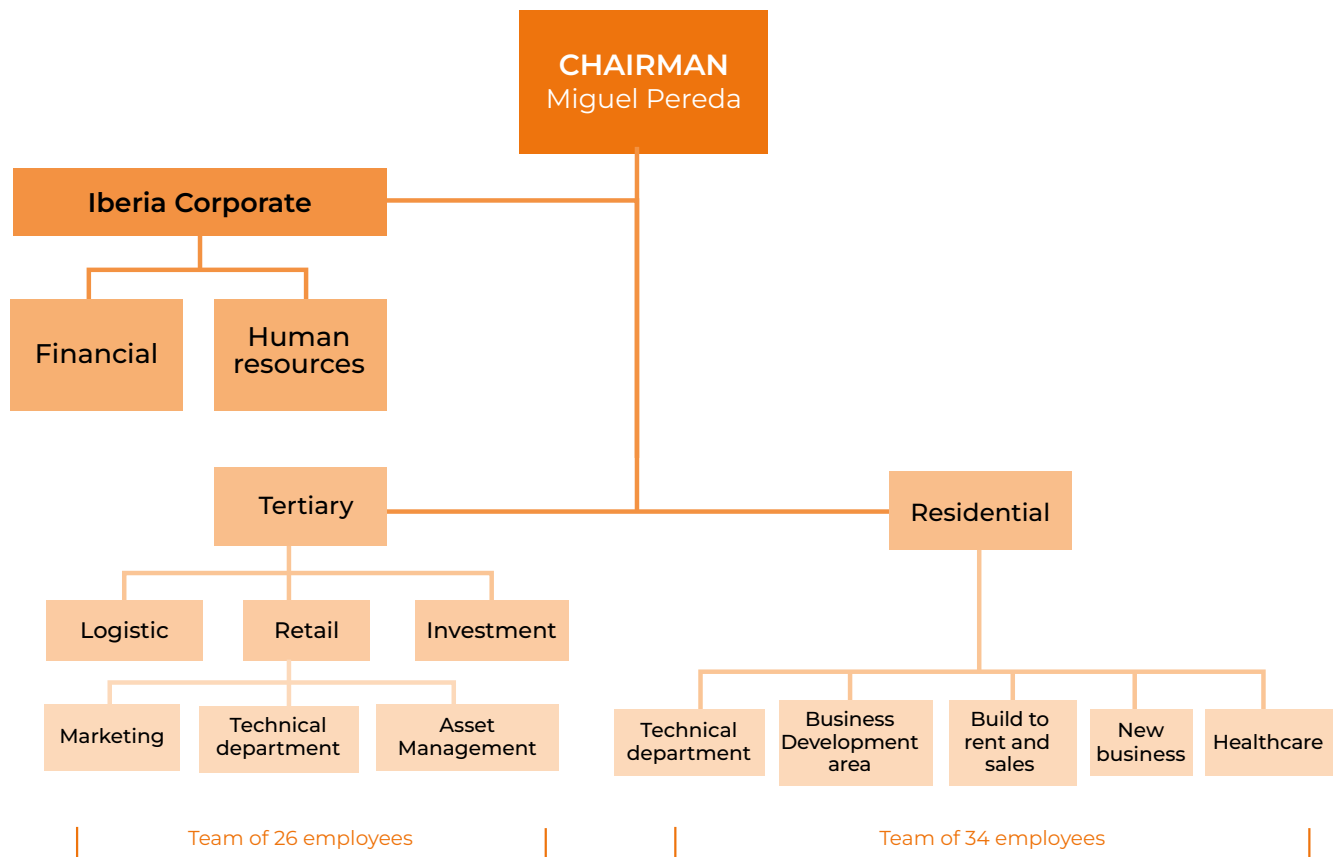 CHAIRMAN
Miguel Pereda
Iberia Corporate
Financial
Human
resources
Tertiary
Residential
Logistic
Retail
Investment
Marketing
Technical
department
Asset
Management
Technical
department
Business
Development
area
Build to
rent and
sales
New
business
Healthcare
Team of 26 employees
Team of 34 employees